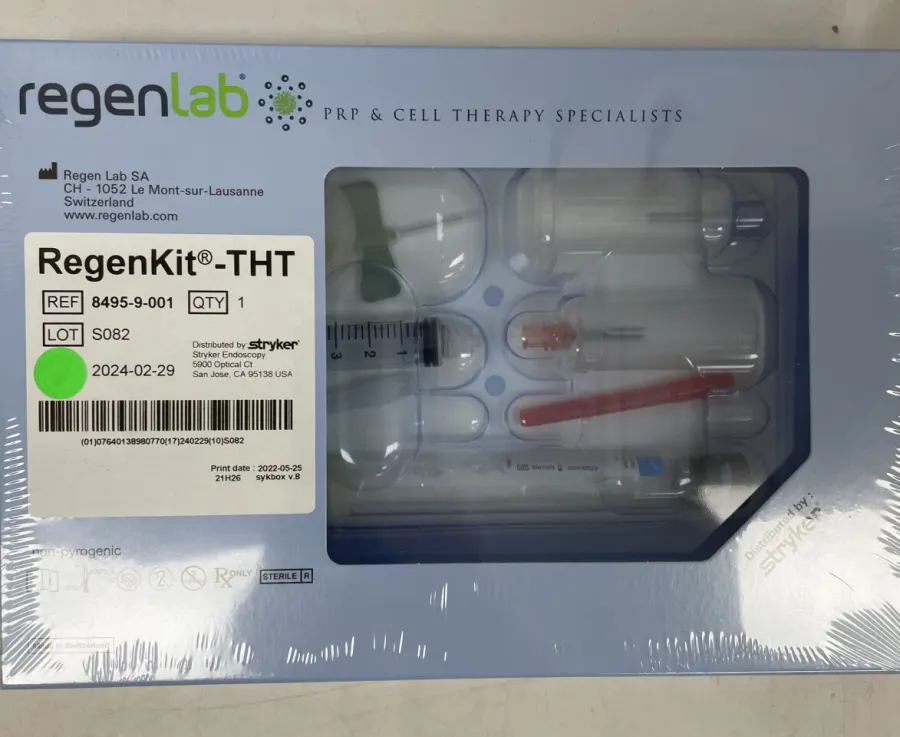 regenlab®
PRP & CELL THERAPY SPECIALISTS
Regen Lab SA
CH - 1052 Le Mont-sur-Lausanne
Switzerland
www.regenlab.com
RegenKit®-THT
REF 8495-9-001 QTY 1
LOT S082
2024-02-29
Distributed by stryker®
Stryker Endoscopy
5900 Optical Ct
San Jose, CA 95138 USA
(01)07640138980770(17)240229(10)S082
Print date : 2022-05-25
21H26 sykbox v.8
3 2 1
non-pyrogenic
2
Rx ONLY
STERILE R
Made in Switzerland
Distributed by :
stryker®